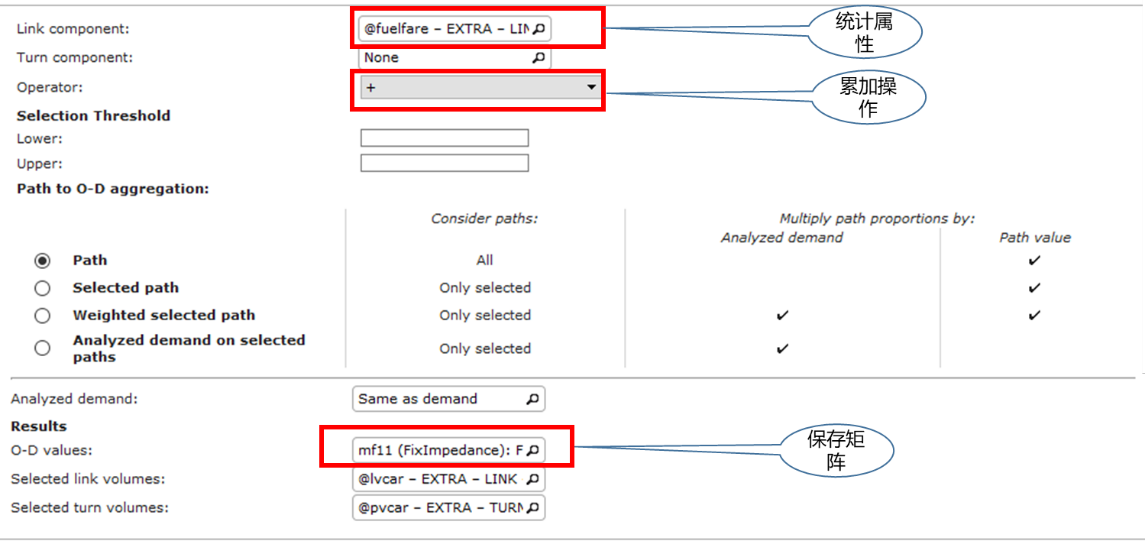 Link component:
@fuelfare – EXTRA – LIN
统计属
性
Turn component:
None
Operator:
+
累加操
作
Selection Threshold
Lower:
Upper:
Path to O-D aggregation:
Consider paths:
Multiply path proportions by:
Analyzed demand
Path value
Path
All
✓
Selected path
Only selected
✓
Weighted selected path
Only selected
✓
✓
Analyzed demand on selected
paths
Only selected
✓
Analyzed demand:
Same as demand
Results
O-D values:
mf11 (FixImpedance): F
保存矩
阵
Selected link volumes:
@lvcar – EXTRA – LINK
Selected turn volumes:
@pvcar – EXTRA – TURN